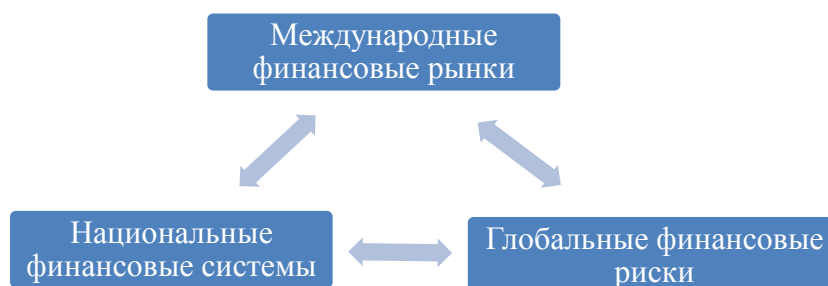 Международные
финансовые рынки
Национальные
финансовые системы
Глобальные финансовые
риски